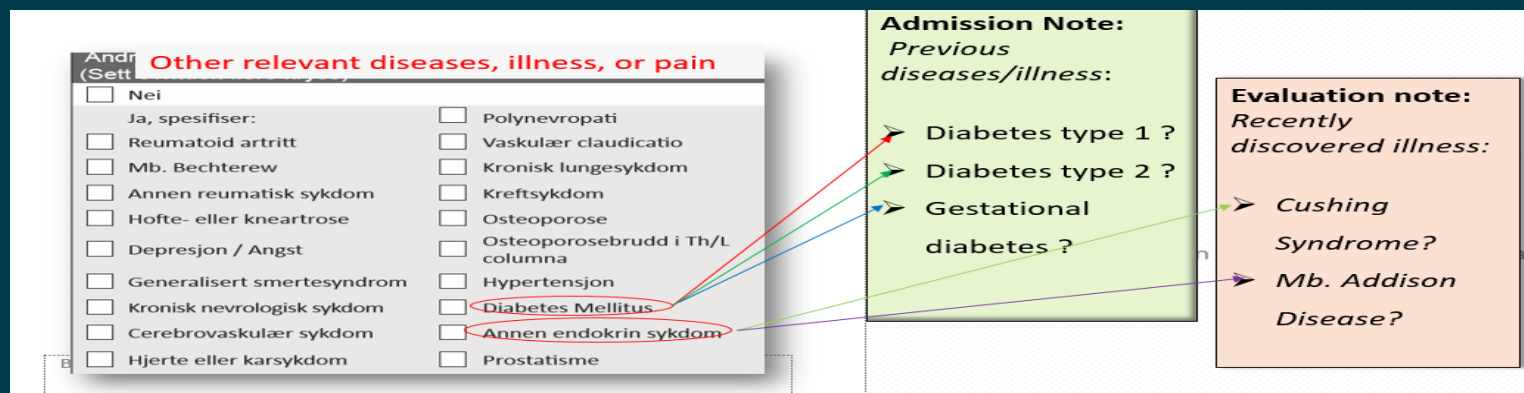 Andr
(Sett
Other relevant diseases, illness, or pain
Nei
Ja, spesifiser:
Reumatoid artritt
Mb. Bechterew
Annen reumatisk sykdom
Hofte- eller kneartrose
Depresjon / Angst
Generalisert smertesyndrom
Kronisk nevrologisk sykdom
Cerebrovaskulær sykdom
Hjerte eller karsykdom
Polynevropati
Vaskulær claudicatio
Kronisk lungesykdom
Kreftsykdom
Osteoporose
Osteoporosebrudd i Th/L
columna
Hypertensjon
Diabetes Mellitus
Annen endokrin sykdom
Prostatisme
B
Admission Note:
Previous
diseases/illness:
Diabetes type 1 ?
Diabetes type 2 ?
Gestational
diabetes ?
n
Evaluation note:
Recently
discovered illness:
Cushing
Syndrome?
Mb. Addison
Disease?